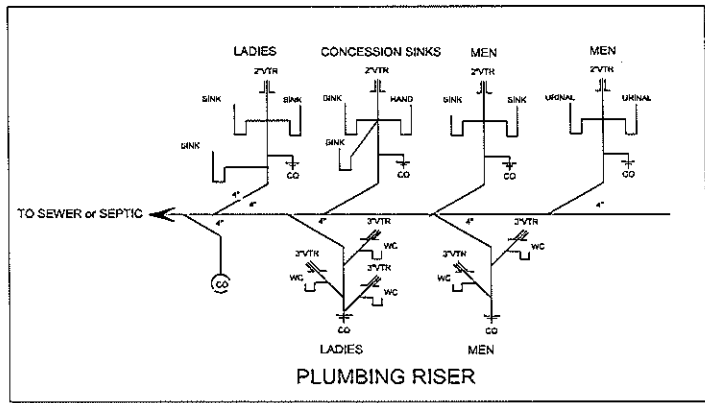 LADIES
CONCESSION SINKS
MEN
MEN
2"VTR
2"VTR
2"VTR
2"VTR
SINK
SINK
SINK
HAND
SINK
SINK
URINAL
URINAL
SINK
SINK
CO
CO
CO
CO
4"
4"
TO SEWER or SEPTIC
4"
4"
4"
4"
3"VTR
3"VTR
WC
WC
3"VTR
3"VTR
3"VTR
CO
WC
WC
WC
CO
CO
LADIES
MEN
PLUMBING RISER